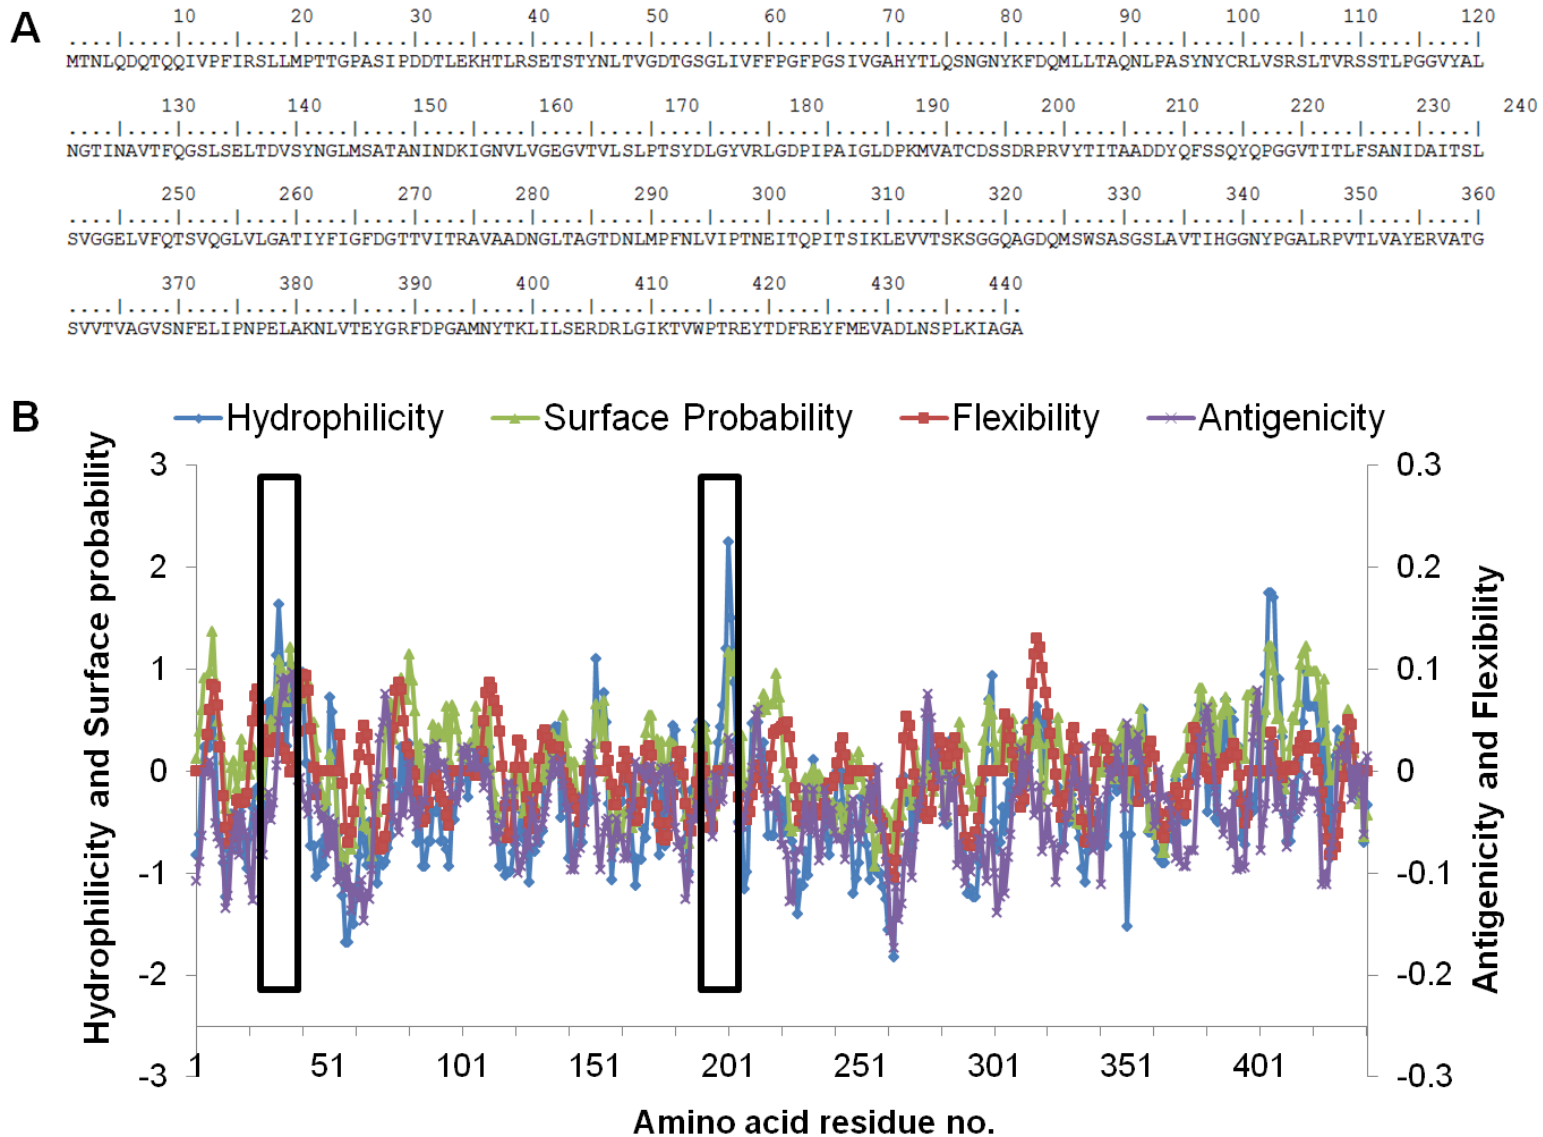 A
10 20 30 40 50 60 70 80 90 100 110 120
....|....|....|....|....|....|....|....|....|....|....|....|....|....|....|....|....|....|....|....|....|....|....|....|
MTNLQDQTQQIVPFIRSLLMPTTGPASIPDDTLEKHTLRSETSTYNLTVGDTGSGLIVFFPGFPGSIVGAHYTLQSNGNYKFDQMLLTAQNLPASYNYCRLVSRSLTVRSSTLPGGVYAL
130 140 150 160 170 180 190 200 210 220 230 240
....|....|....|....|....|....|....|....|....|....|....|....|....|....|....|....|....|....|....|....|....|....|....|....|
NGTINAVTFQGSLSELTDVSYNGLMSATANINDKIGNVLVGEGVTVLSLPTSYDLGYVRLGDPIPAIGLDPKMVATCDSSDRPRVYTITAADDYQFSSQYQPGGVTITLFSANIDAITSL
250 260 270 280 290 300 310 320 330 340 350 360
....|....|....|....|....|....|....|....|....|....|....|....|....|....|....|....|....|....|....|....|....|....|....|....|
SVGGELVFQTSVQGLVLGATIYFIGFDGTTVITRAVAADNGLTAGTDNLMPFNLVIPTNEITQPITSIKLEVVTSKSGGQAGDQMSWSASGSLAVTIHGGNYPGALRPVTLVAYERVATG
370 380 390 400 410 420 430 440
....|....|....|....|....|....|....|....|....|....|....|....|....|....|....|....|.
SVVTVAGVSNFELIPNPELAKNLVTEYGRFDPGAMNYTKLILSERDRLGIKTVWPTREYTDFREYFMEVADLNSPLKIAGA
B
Hydrophilicity Surface Probability Flexibility Antigenicity
Hydrophilicity and Surface probability
3 2 1 0 -1 -2 -3
0.3 0.2 0.1 0 -0.1 -0.2 -0.3
Antigenicity and Flexibility
1 51 101 151 201 251 301 351 401
Amino acid residue no.